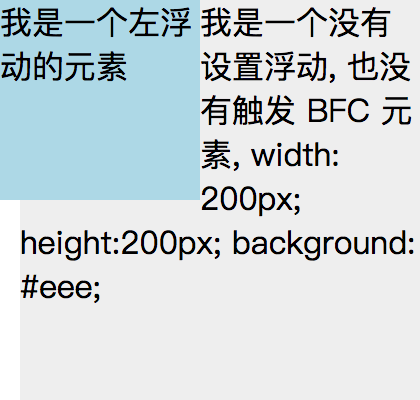 我是一个左浮
动的元素
我是一个没有
设置浮动, 也没
有触发 BFC 元
素, width:
200px;
height:200px; background:
#eee;